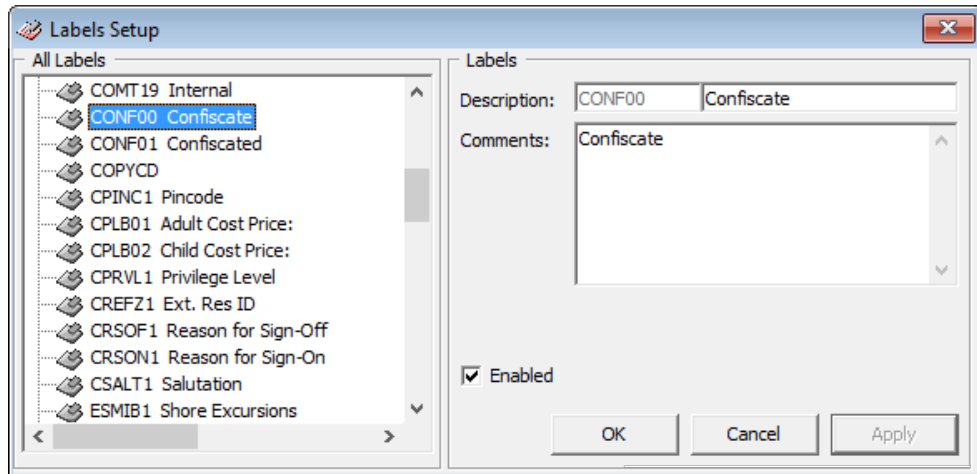 Labels Setup
All Labels
COMT19 Internal
CONF00 Confiscate
CONF01 Confiscated
COPYCD
CPINC1 Pincode
CPLB01 Adult Cost Price:
CPLB02 Child Cost Price:
CPRVL1 Privilege Level
CREFZ1 Ext. Res ID
CRSOF1 Reason for Sign-Off
CRSON1 Reason for Sign-On
CSALT1 Salutation
ESMIB1 Shore Excursions
Labels
Description: CONF00 Confiscate
Comments: Confiscate
Enabled
OK Cancel Apply